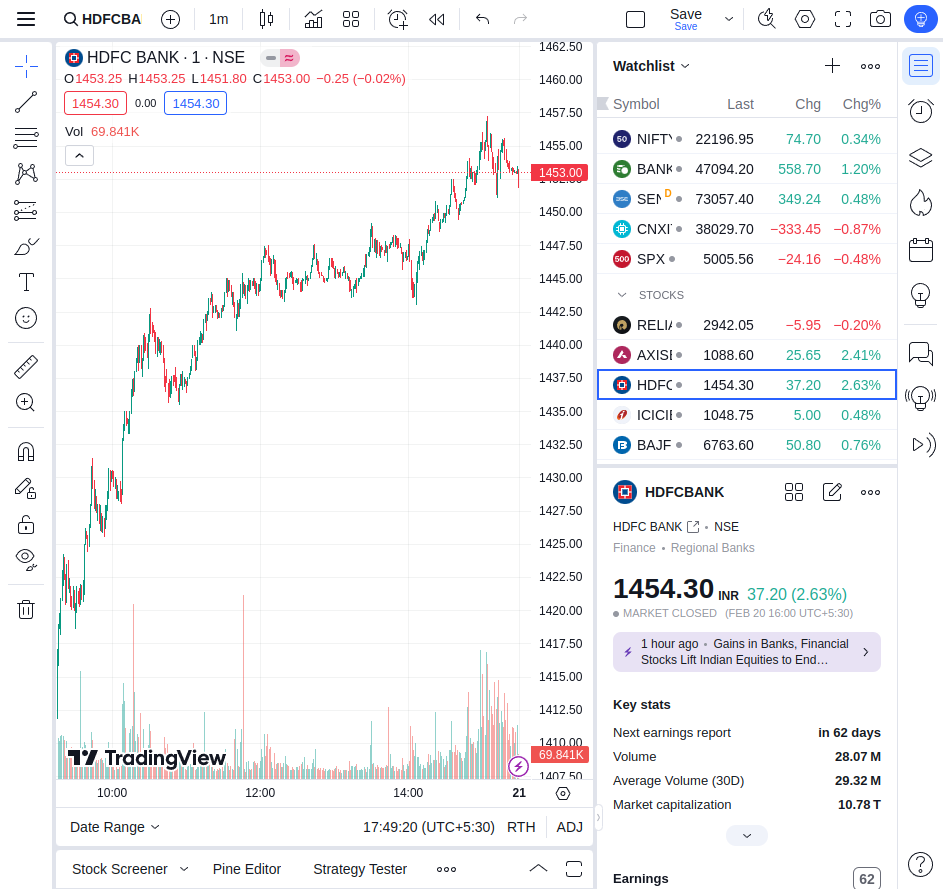 HDFCBA
1m
Save
Save
HDFC BANK · 1 · NSE
O1453.25 H1453.25 L1451.80 C1453.00 −0.25 (−0.02%)
1454.30 0.00 1454.30
Vol 69.841K
1462.50
1460.00
1457.50
1455.00
1453.00
1450.00
1447.50
1445.00
1442.50
1440.00
1437.50
1435.00
1432.50
1430.00
1427.50
1425.00
1422.50
1420.00
1417.50
1415.00
1412.50
1410.00
69.841K
1407.50
TradingView
10:00 12:00 14:00 21
Date Range 17:49:20 (UTC+5:30) RTH ADJ
Stock Screener Pine Editor Strategy Tester
Watchlist
Symbol Last Chg Chg%
50 NIFTY 22196.95 74.70 0.34%
BANK 47094.20 558.70 1.20%
SEN D 73057.40 349.24 0.48%
CNXI 38029.70 −333.45 −0.87%
500 SPX 5005.56 −24.16 −0.48%
STOCKS
RELIA 2942.05 −5.95 −0.20%
AXISE 1088.60 25.65 2.41%
HDFC 1454.30 37.20 2.63%
ICICIE 1048.75 5.00 0.48%
BAJF 6763.60 50.80 0.76%
HDFCBANK
HDFC BANK • NSE
Finance • Regional Banks
1454.30 INR 37.20 (2.63%)
MARKET CLOSED (FEB 20 16:00 UTC+5:30)
1 hour ago • Gains in Banks, Financial
Stocks Lift Indian Equities to End…
Key stats
Next earnings report in 62 days
Volume 28.07 M
Average Volume (30D) 29.32 M
Market capitalization 10.78 T
Earnings 62